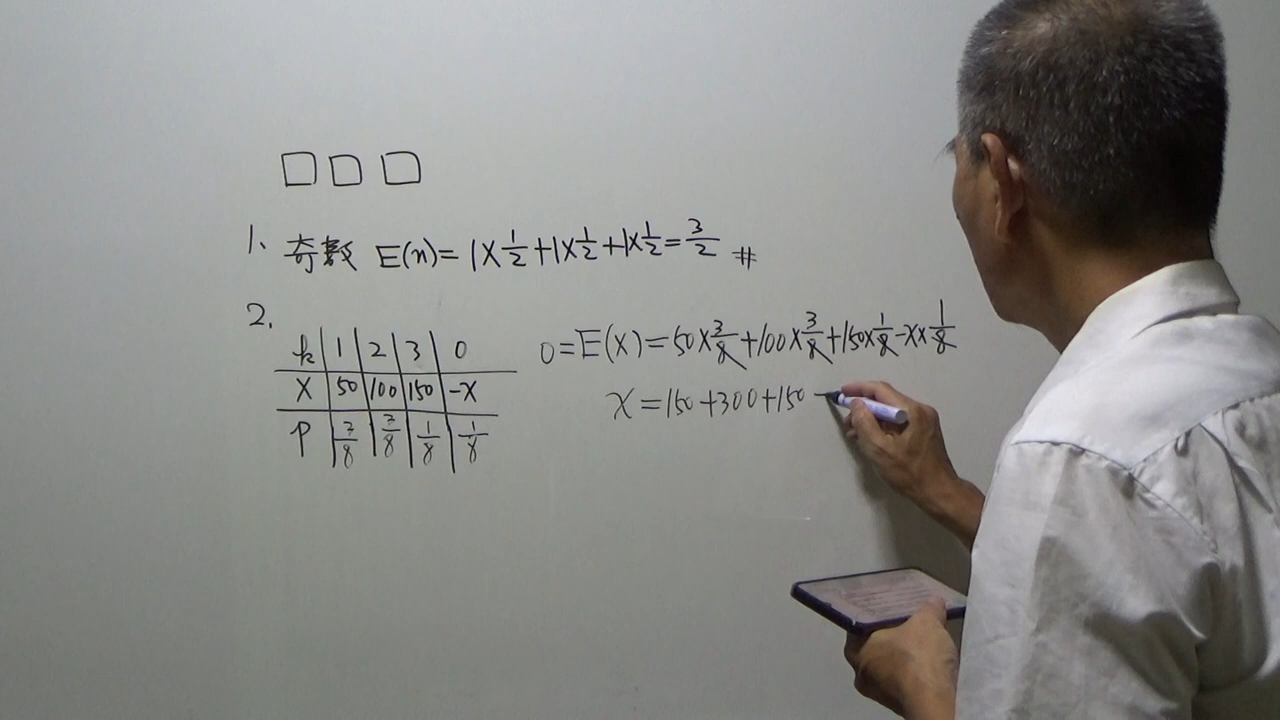 1、奇數 E(n)=1×1/2+1×1/2+1×1/2=3/2 #
2.
k 1 2 3 0
X 50 100 150 -x
P 3/8 3/8 1/8 1/8
0=E(X)=50×3/8+100×3/8+150×1/8-x×1/8
x=150+300+150